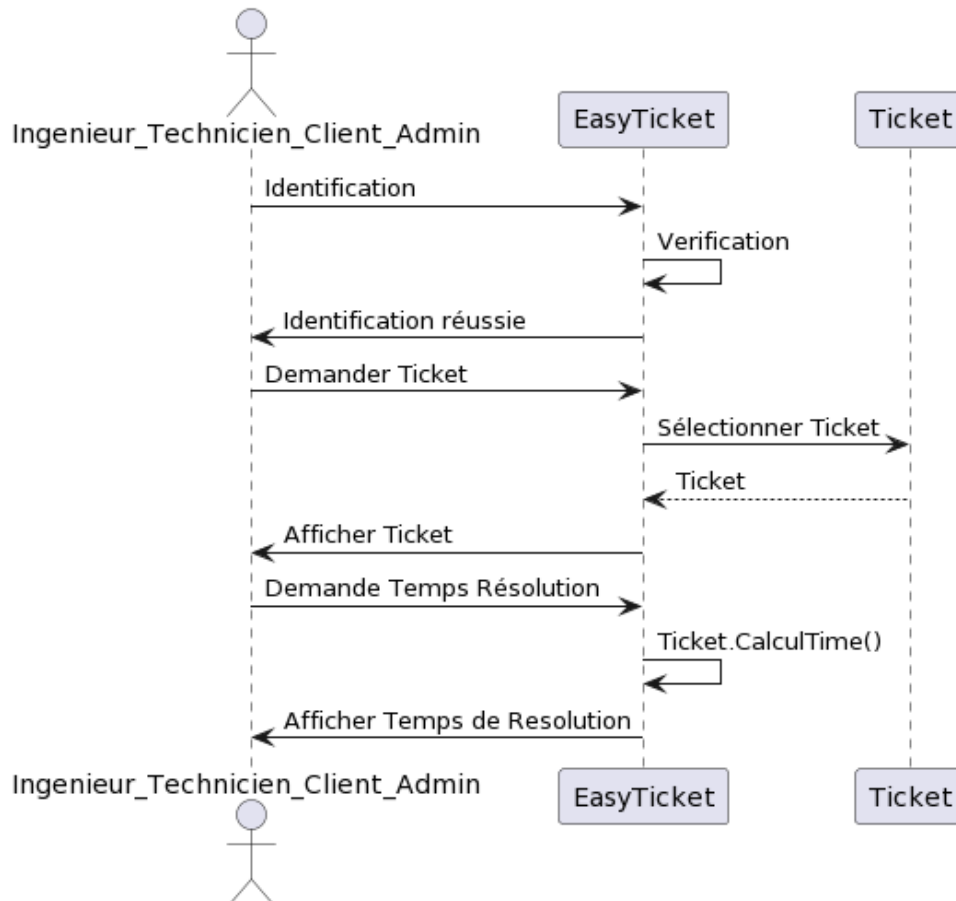 Ingenieur_Technicien_Client_Admin
EasyTicket
Ticket
Identification
Verification
Identification réussie
Demander Ticket
Sélectionner Ticket
Ticket
Afficher Ticket
Demande Temps Résolution
Ticket.CalculTime()
Afficher Temps de Resolution
Ingenieur_Technicien_Client_Admin
EasyTicket
Ticket